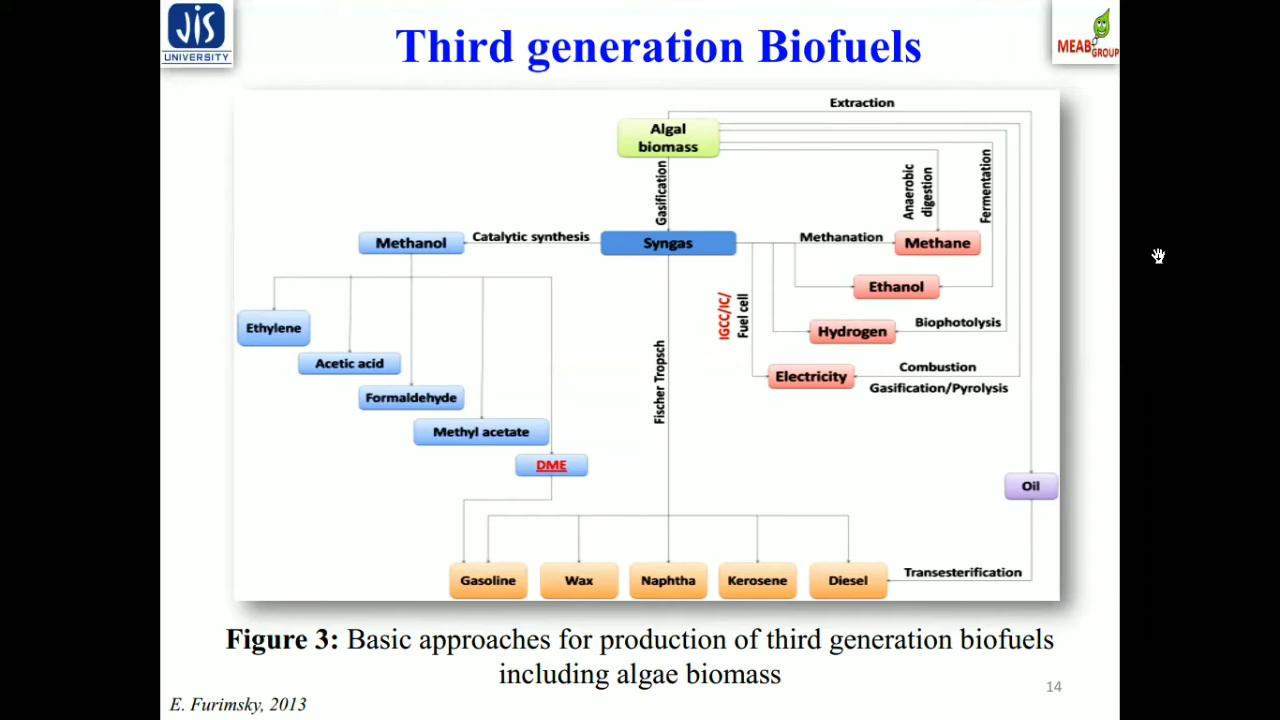 JIS
UNIVERSITY
Third generation Biofuels
MEAB
GROUP
Extraction
Algal
biomass
Gasification
Anaerobic
digestion
Fermentation
Methanol
Catalytic synthesis
Syngas
Methanation
Methane
Ethanol
IGCC/IC/
Fuel cell
Ethylene
Hydrogen
Biophotolysis
Acetic acid
Fischer Tropsch
Electricity
Combustion
Gasification/Pyrolysis
Formaldehyde
Methyl acetate
DME
Oil
Gasoline
Wax
Naphtha
Kerosene
Diesel
Transesterification
Figure 3: Basic approaches for production of third generation biofuels
including algae biomass
E. Furimsky, 2013
14